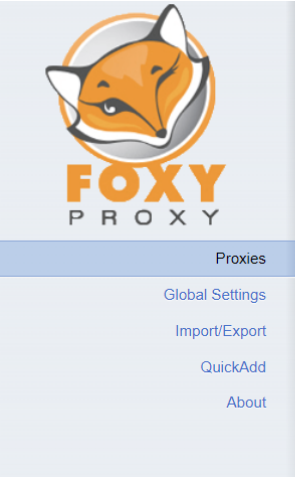 FOXY
PROXY
Proxies
Global Settings
Import/Export
QuickAdd
About